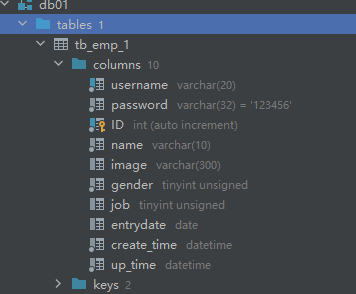 db01
tables 1
tb_emp_1
columns 10
username varchar(20)
password varchar(32) = '123456'
ID int (auto increment)
name varchar(10)
image varchar(300)
gender tinyint unsigned
job tinyint unsigned
entrydate date
create_time datetime
up_time datetime
keys 2